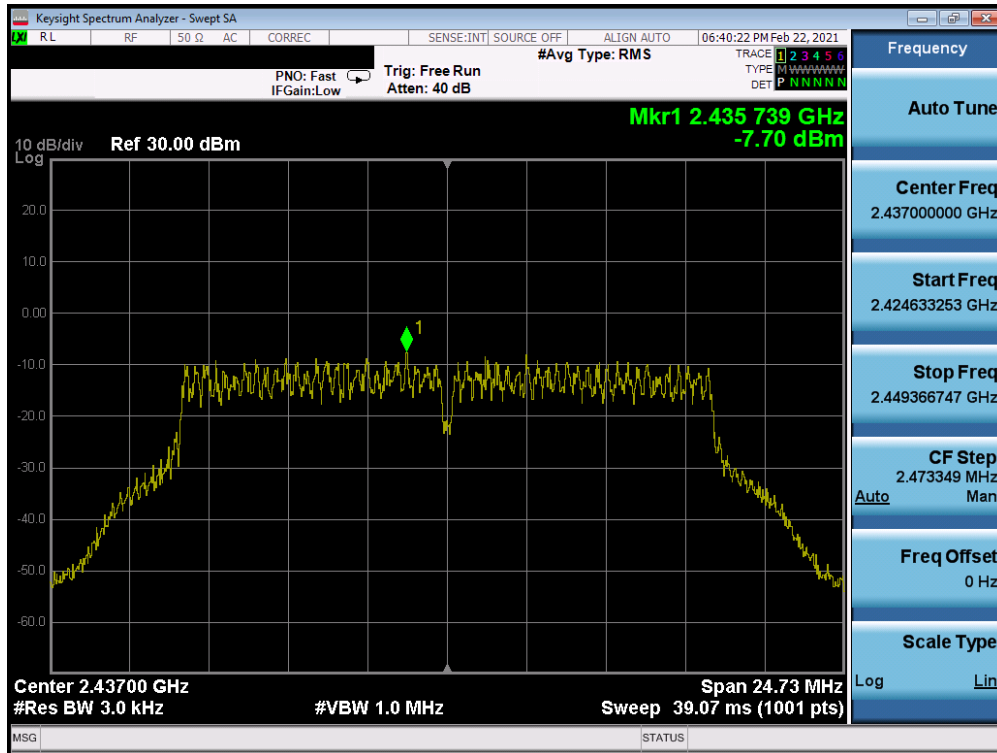 Keysight Spectrum Analyzer - Swept SA
LXI RL RF 50 Ω AC CORREC SENSE:INT SOURCE OFF ALIGN AUTO 06:40:22 PM Feb 22, 2021
#Avg Type: RMS
TRACE 1 2 3 4 5 6
TYPE M WWWWW
DET P N N N N N
PNO: Fast
IFGain:Low
Trig: Free Run
Atten: 40 dB
Mkr1 2.435 739 GHz
-7.70 dBm
10 dB/div
Log
Ref 30.00 dBm
20.0
10.0
0.00
-10.0
-20.0
-30.0
-40.0
-50.0
-60.0
1
Center 2.43700 GHz
Span 24.73 MHz
#Res BW 3.0 kHz
#VBW 1.0 MHz
Sweep 39.07 ms (1001 pts)
MSG
STATUS
Frequency
Auto Tune
Center Freq
2.437000000 GHz
Start Freq
2.424633253 GHz
Stop Freq
2.449366747 GHz
CF Step
2.473349 MHz
Auto Man
Freq Offset
0 Hz
Scale Type
Log Lin